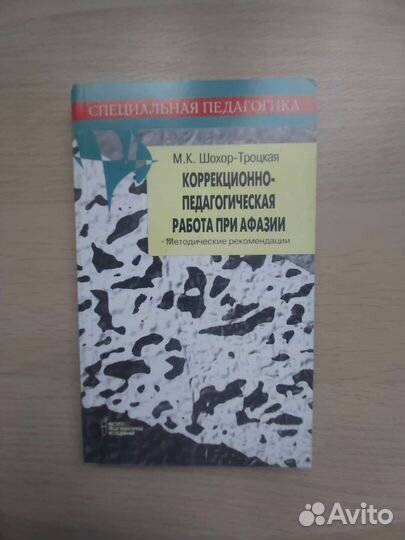 СПЕЦИАЛЬНАЯ ПЕДАГОГИКА
М.К. Шохор-Троцкая
КОРРЕКЦИОННО-
ПЕДАГОГИЧЕСКАЯ
РАБОТА ПРИ АФАЗИИ
Методические рекомендации
Avito